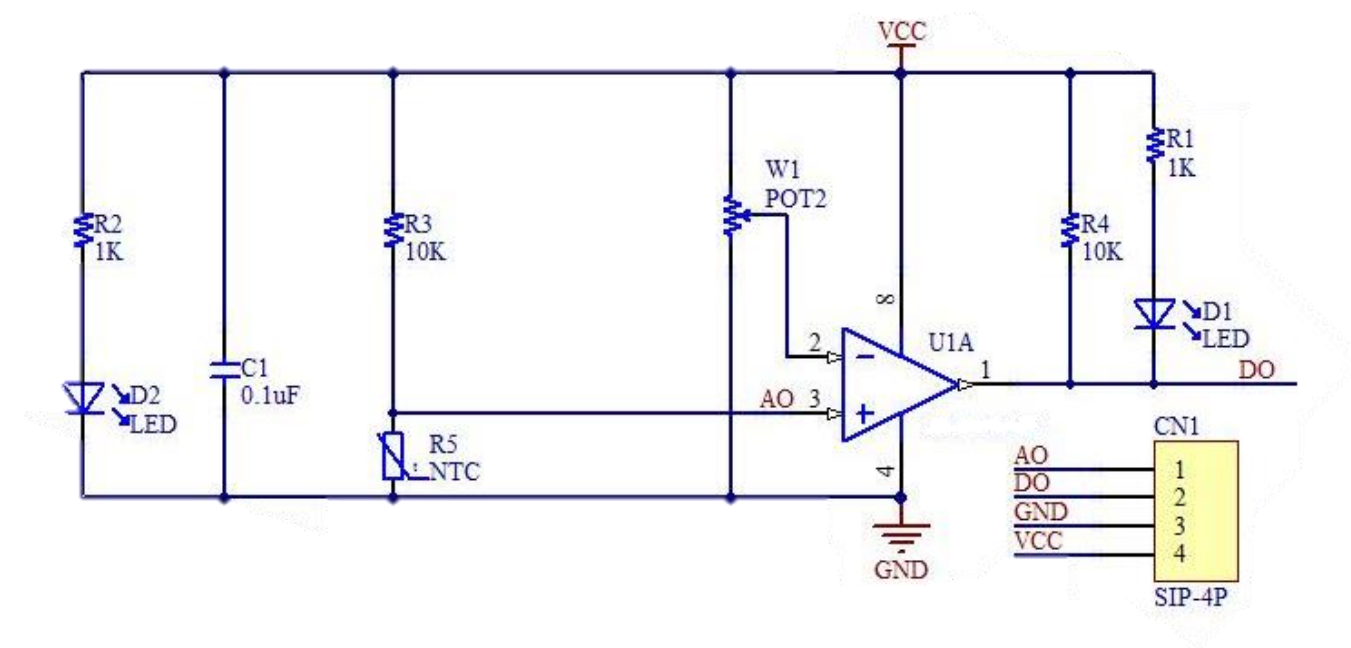 VCC
R1
1K
W1
POT2
R2
1K
R3
10K
R4
10K
8
D1
LED
2
U1A
1
DO
C1
0.1uF
D2
LED
AO
3
CN1
R5
NTC
4
AO
1
DO
2
GND
3
VCC
4
GND
SIP-4P